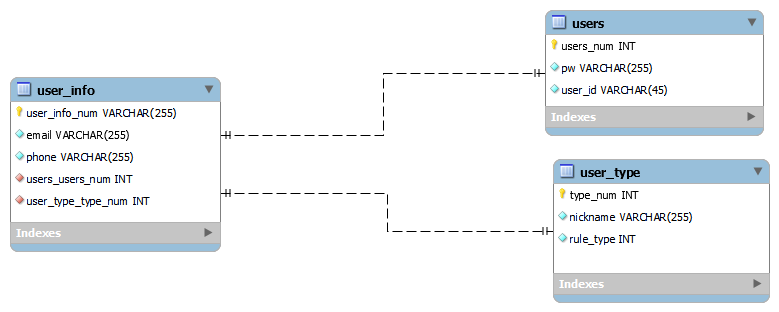 user_info
user_info_num VARCHAR(255)
email VARCHAR(255)
phone VARCHAR(255)
users_users_num INT
user_type_type_num INT
Indexes
users
users_num INT
pw VARCHAR(255)
user_id VARCHAR(45)
Indexes
user_type
type_num INT
nickname VARCHAR(255)
rule_type INT
Indexes